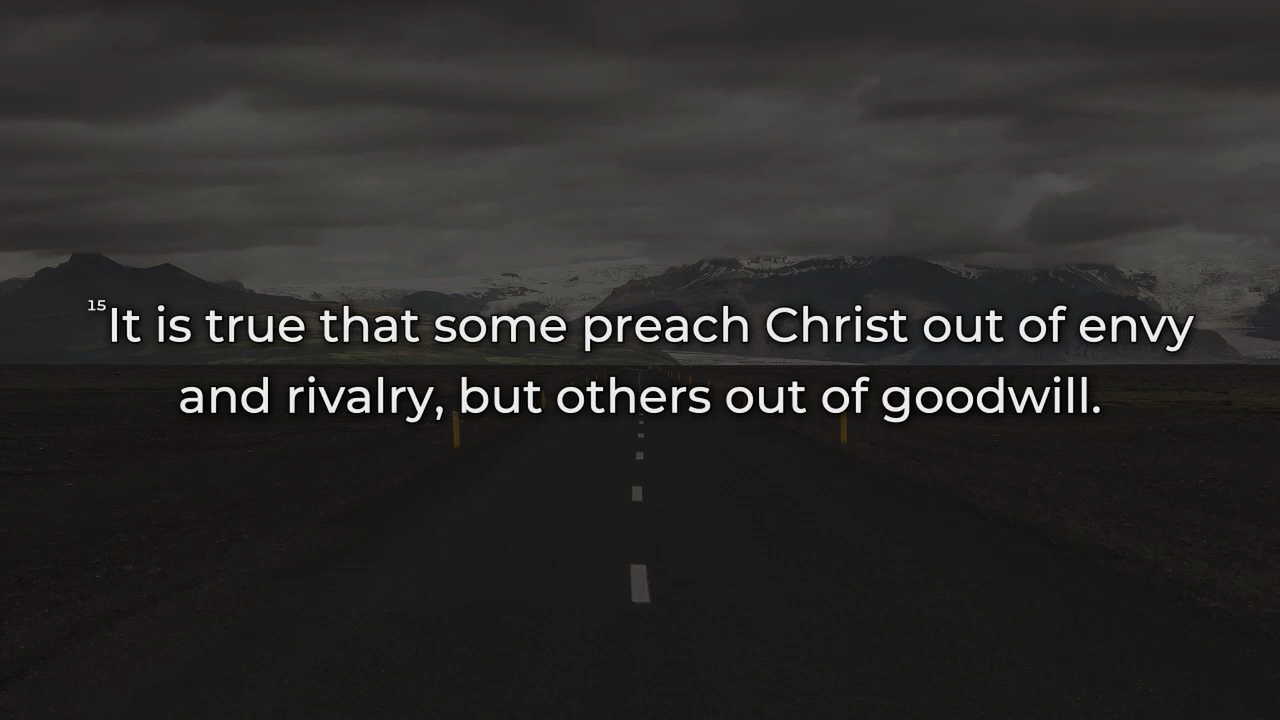 ¹⁵It is true that some preach Christ out of envy
and rivalry, but others out of goodwill.